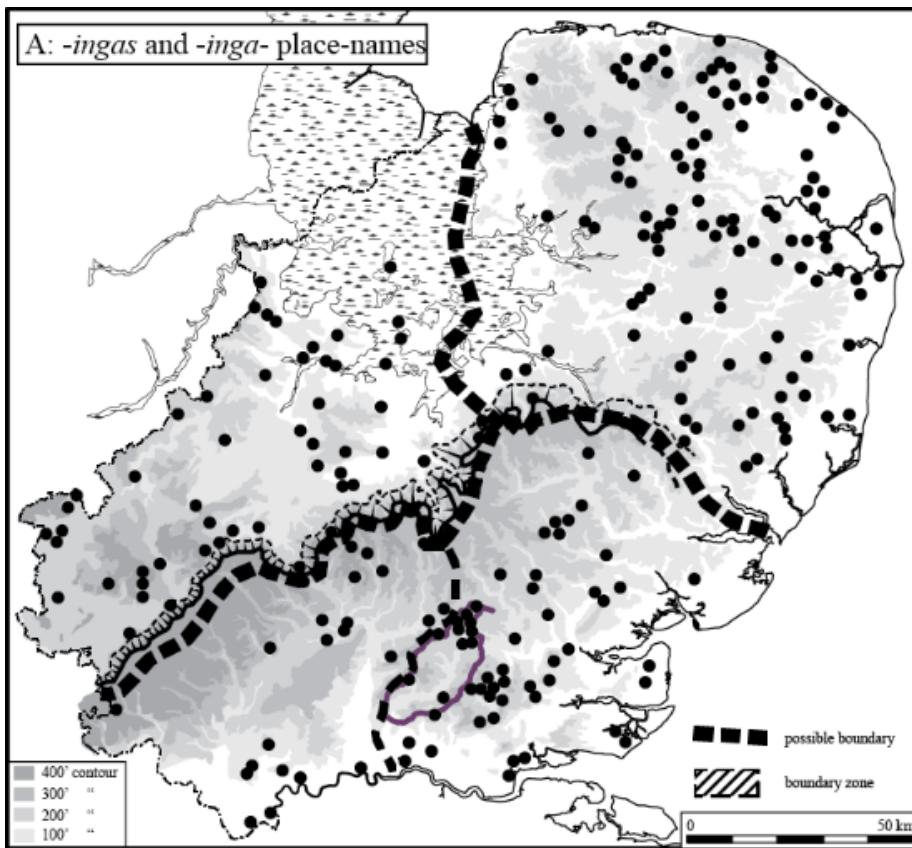 A: -ingas and -inga- place-names
possible boundary
boundary zone
400' contour
300' “
200' “
100' “
0 50 km